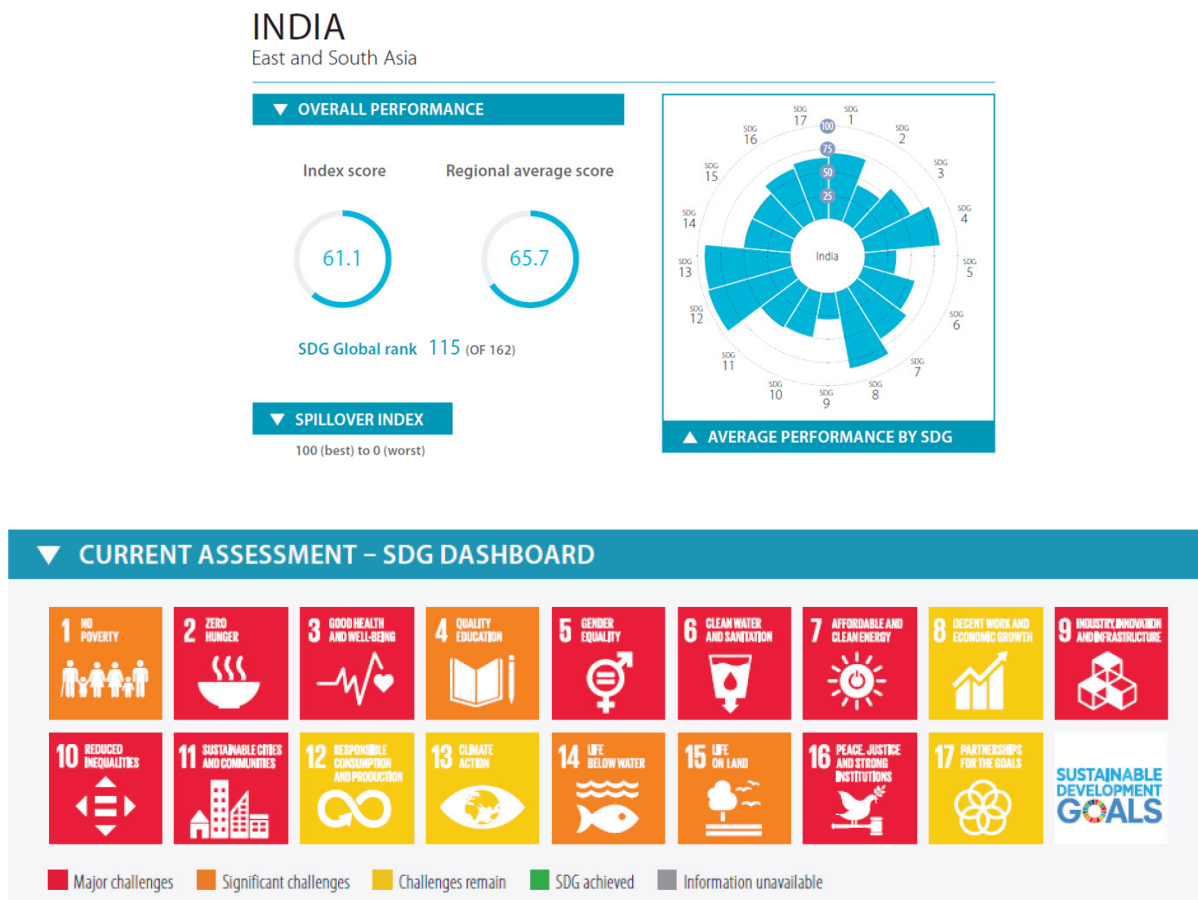 INDIA
East and South Asia
▼ OVERALL PERFORMANCE
Index score
Regional average score
61.1
65.7
SDG Global rank 115 (OF 162)
▼ SPILLOVER INDEX
100 (best) to 0 (worst)
SDG 1
SDG 2
SDG 3
SDG 4
SDG 5
SDG 6
SDG 7
SDG 8
SDG 9
SDG 10
SDG 11
SDG 12
SDG 13
SDG 14
SDG 15
SDG 16
SDG 17
100
75
50
25
India
▲ AVERAGE PERFORMANCE BY SDG
▼ CURRENT ASSESSMENT – SDG DASHBOARD
1 NO
POVERTY
2 ZERO
HUNGER
3 GOOD HEALTH
AND WELL-BEING
4 QUALITY
EDUCATION
5 GENDER
EQUALITY
6 CLEAN WATER
AND SANITATION
7 AFFORDABLE AND
CLEAN ENERGY
8 DECENT WORK AND
ECONOMIC GROWTH
9 INDUSTRY, INNOVATION
AND INFRASTRUCTURE
10 REDUCED
INEQUALITIES
11 SUSTAINABLE CITIES
AND COMMUNITIES
12 RESPONSIBLE
CONSUMPTION
AND PRODUCTION
13 CLIMATE
ACTION
14 LIFE
BELOW WATER
15 LIFE
ON LAND
16 PEACE, JUSTICE
AND STRONG
INSTITUTIONS
17 PARTNERSHIPS
FOR THE GOALS
SUSTAINABLE
DEVELOPMENT
GOALS
Major challenges
Significant challenges
Challenges remain
SDG achieved
Information unavailable